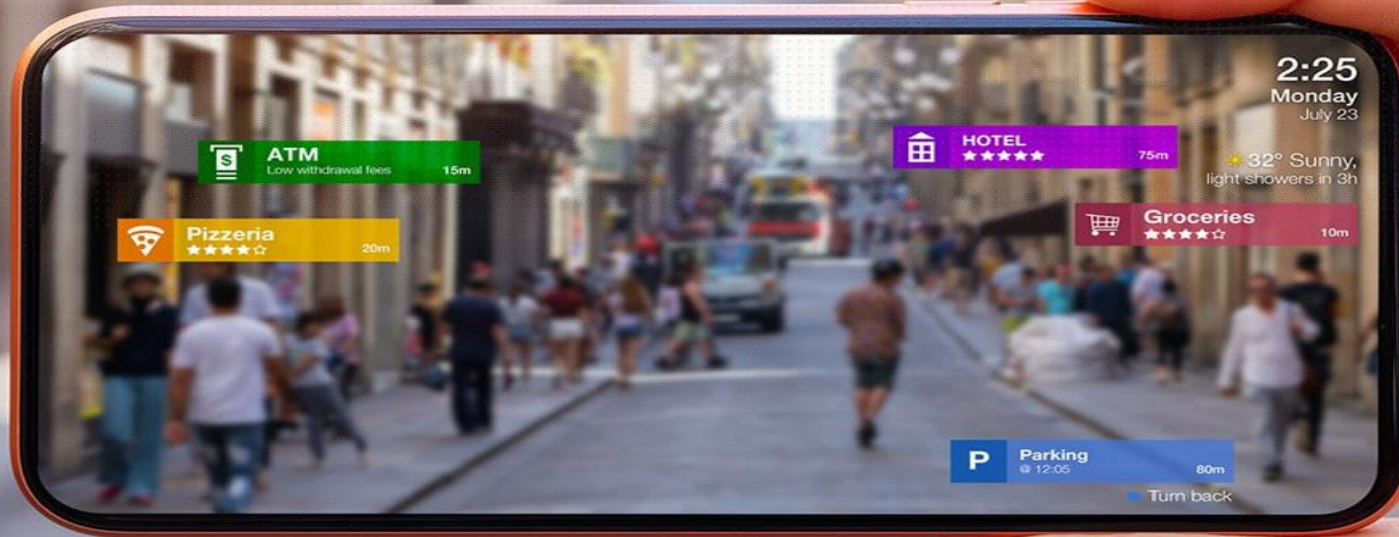 2:25
Monday
July 23
ATM
Low withdrawal fees
15m
HOTEL
75m
32° Sunny,
light showers in 3h
Pizzeria
20m
Groceries
10m
P
Parking
@ 12:05
80m
Turn back
$